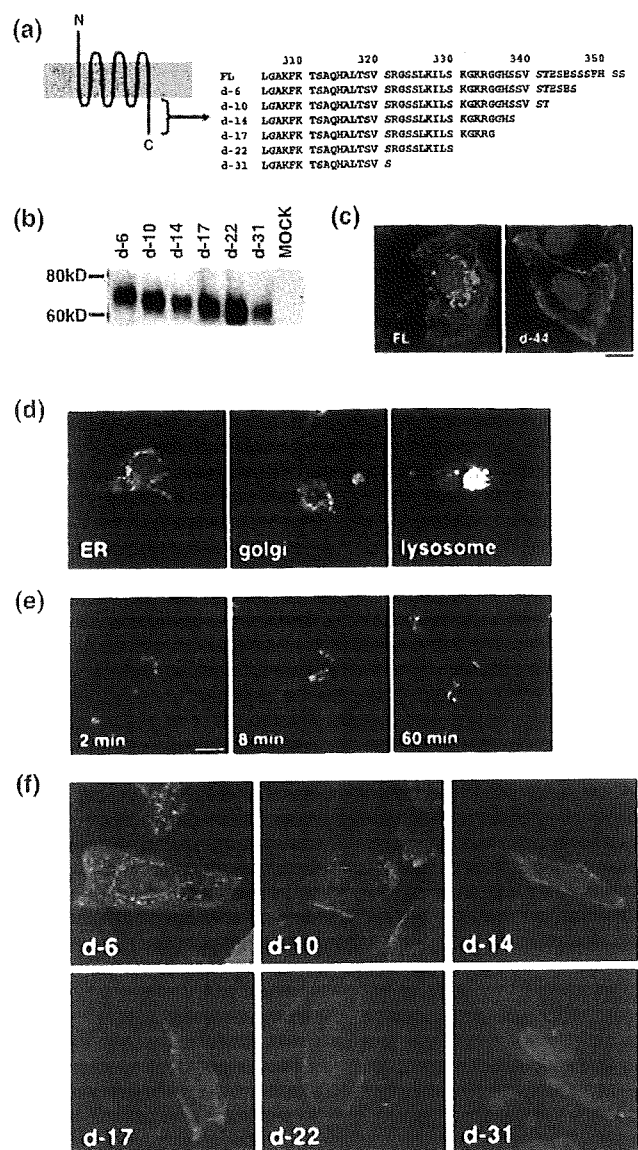 (a)
N
C
310 320 330 340 350
FL LGAKFK TSAQHALTSV SRGSSLKILS KGKRGGHSSV STESESSSFH SS
d-6 LGAKFK TSAQHALTSV SRGSSLKILS KGKRGGHSSV STESES
d-10 LGAKFK TSAQHALTSV SRGSSLKILS KGKRGGHSSV ST
d-14 LGAKFK TSAQHALTSV SRGSSLKILS KGKRGGHS
d-17 LGAKFK TSAQHALTSV SRGSSLKILS KGKRG
d-22 LGAKFK TSAQHALTSV SRGSSLKILS
d-31 LGAKFK TSAQHALTSV S
(b)
d-6 d-10 d-14 d-17 d-22 d-31 MOCK
80kD
60kD
(c)
FL d-44
(d)
ER golgi lysosome
(e)
2 min 8 min 60 min
(f)
d-6 d-10 d-14
d-17 d-22 d-31